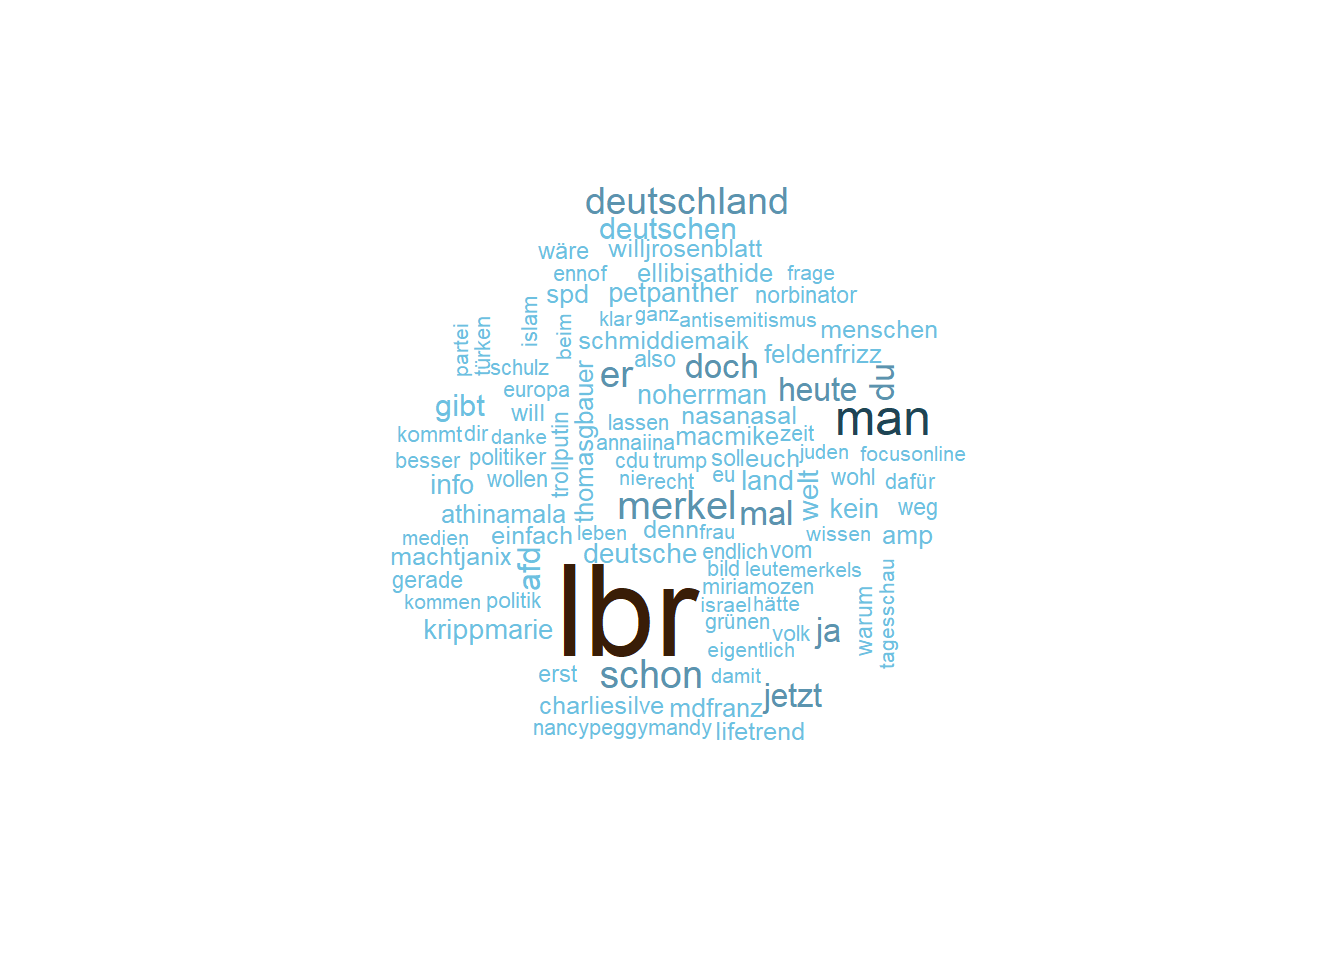 deutschland
deutschen
wäre willjrosenblatt
ennof ellibisathide frage
spd petpanther norbinator
islam klar ganz antisemitismus menschen
partei türken beim schmiddiemaik
schulz also doch feldenfrizz
europa er noherrman heute du
gibt will thomasgbauer lassen nasanasal man
kommt dir danke trollputin annaiina macmike zeit
besser politiker cdu trump soll euch juden focusonline
info wollen nie recht eu land welt wohl dafür
athinamala merkel mal kein weg
medien einfach leben denn frau wissen amp
machtjanix afd deutsche endlich vom
gerade bild leute merkels
kommen politik lbr miriamozen
israel hätte warum tagesschau
krippmarie grünen volk ja
eigentlich
erst schon damit
charliesilve mdfranz jetzt
nancypeggymandy lifetrend